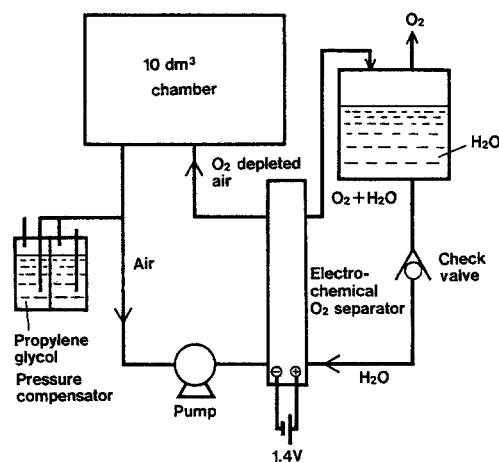 10 dm³
chamber
O₂
H₂O
O₂ depleted
air
O₂+H₂O
Air
Electro-
chemical
O₂ separator
Check
valve
Propylene
glycol
Pressure
compensator
Pump
⊖ ⊕
H₂O
1.4V